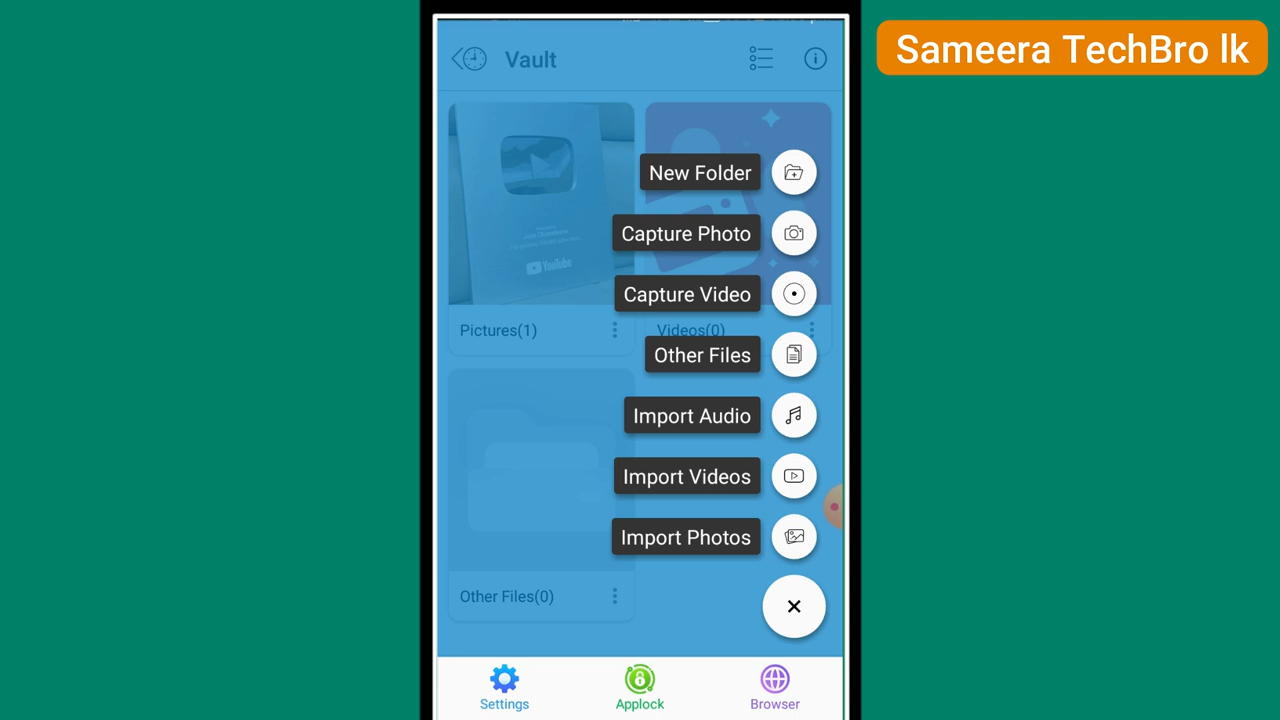 Sameera TechBro lk
Vault
New Folder
Capture Photo
YouTube
Capture Video
Pictures(1)
Videos(0)
Other Files
Import Audio
Import Videos
Import Photos
Other Files(0)
Settings
Applock
Browser